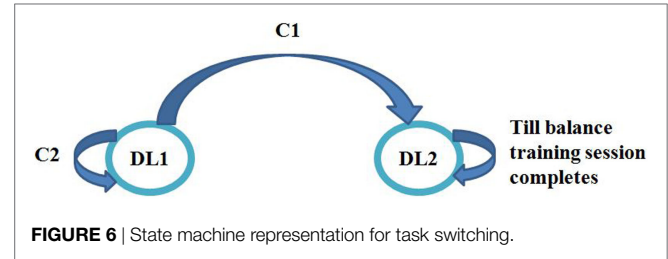 C1
C2
DL1
DL2
Till balance
training session
completes
FIGURE 6 | State machine representation for task switching.